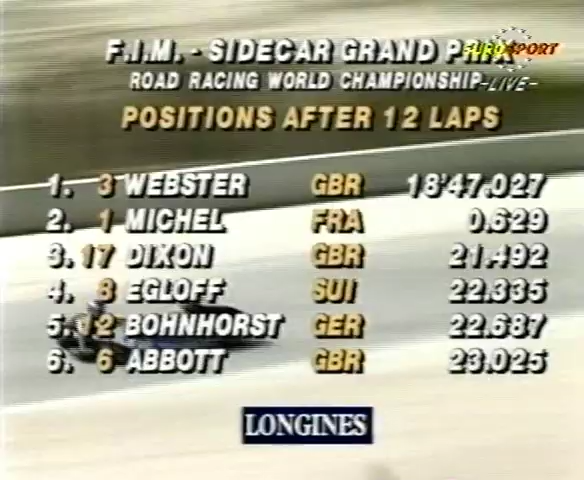 F.I.M. - SIDECAR GRAND PRIX
EUROSPORT
ROAD RACING WORLD CHAMPIONSHIP
-LIVE-
POSITIONS AFTER 12 LAPS
1. 3 WEBSTER GBR 18'47.027
2. 1 MICHEL FRA 0.629
3. 17 DIXON GBR 21.492
4. 8 EGLOFF SUI 22.335
5. 12 BOHNHORST GER 22.687
6. 6 ABBOTT GBR 23.025
LONGINES